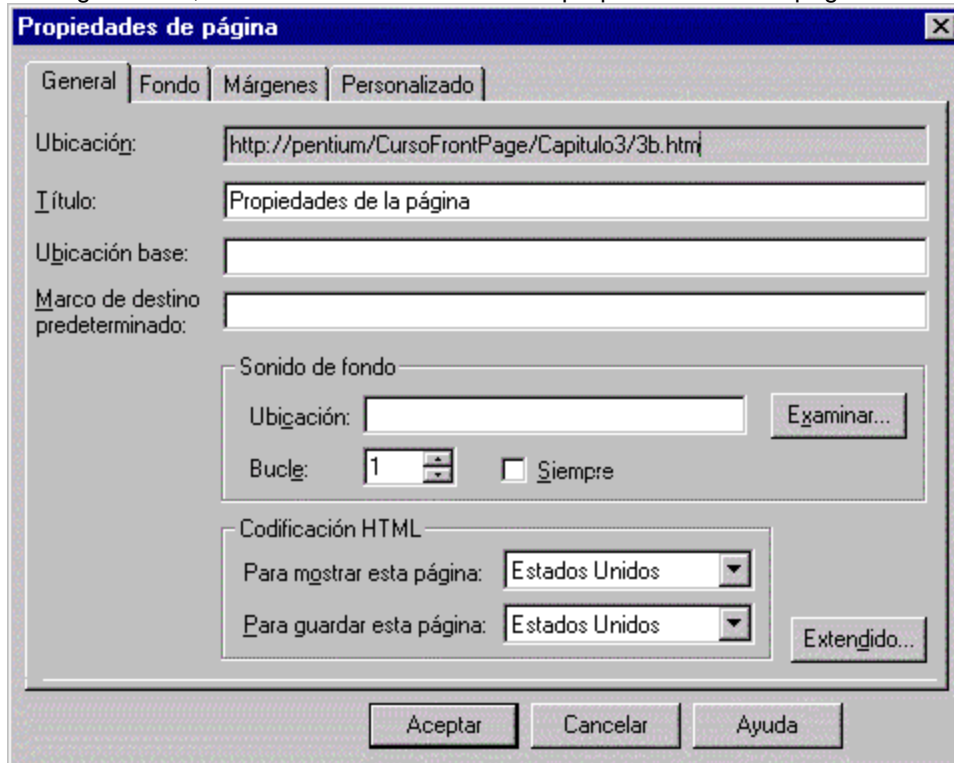 Propiedades de página
General Fondo Márgenes Personalizado
Ubicación: http://pentium/CursoFrontPage/Capitulo3/3b.htm
Título: Propiedades de la página
Ubicación base:
Marco de destino
predeterminado:
Sonido de fondo
Ubicación: Examinar...
Bucle: 1 Siempre
Codificación HTML
Para mostrar esta página: Estados Unidos
Para guardar esta página: Estados Unidos
Extendido...
Aceptar Cancelar Ayuda